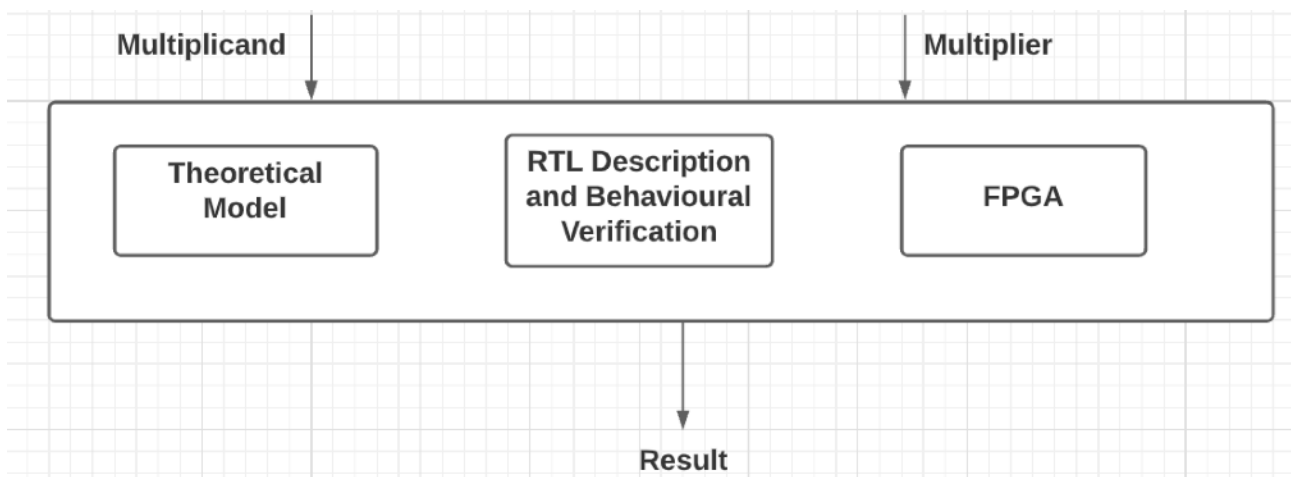 Multiplicand
Multiplier
Theoretical
Model
RTL Description
and Behavioural
Verification
FPGA
Result